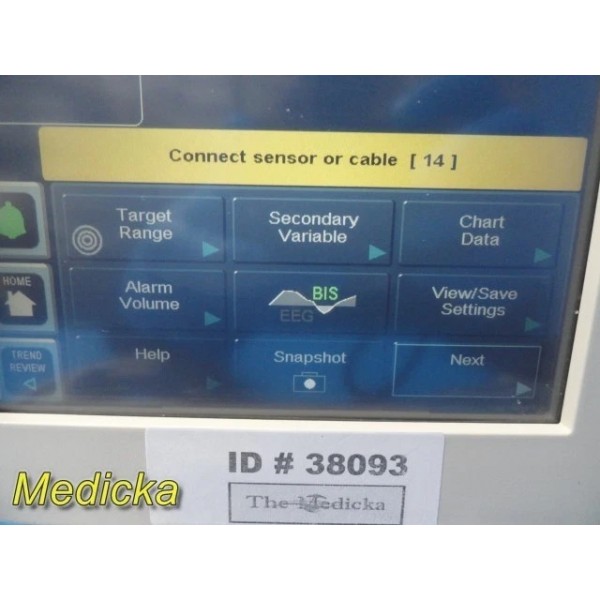 Connect sensor or cable [ 14 ]
Target
Range
Secondary
Variable
Chart
Data
HOME
Alarm
Volume
BIS
EEG
View/Save
Settings
TREND
REVIEW
Help
Snapshot
Next
ID # 38093
The Medicka
Medicka